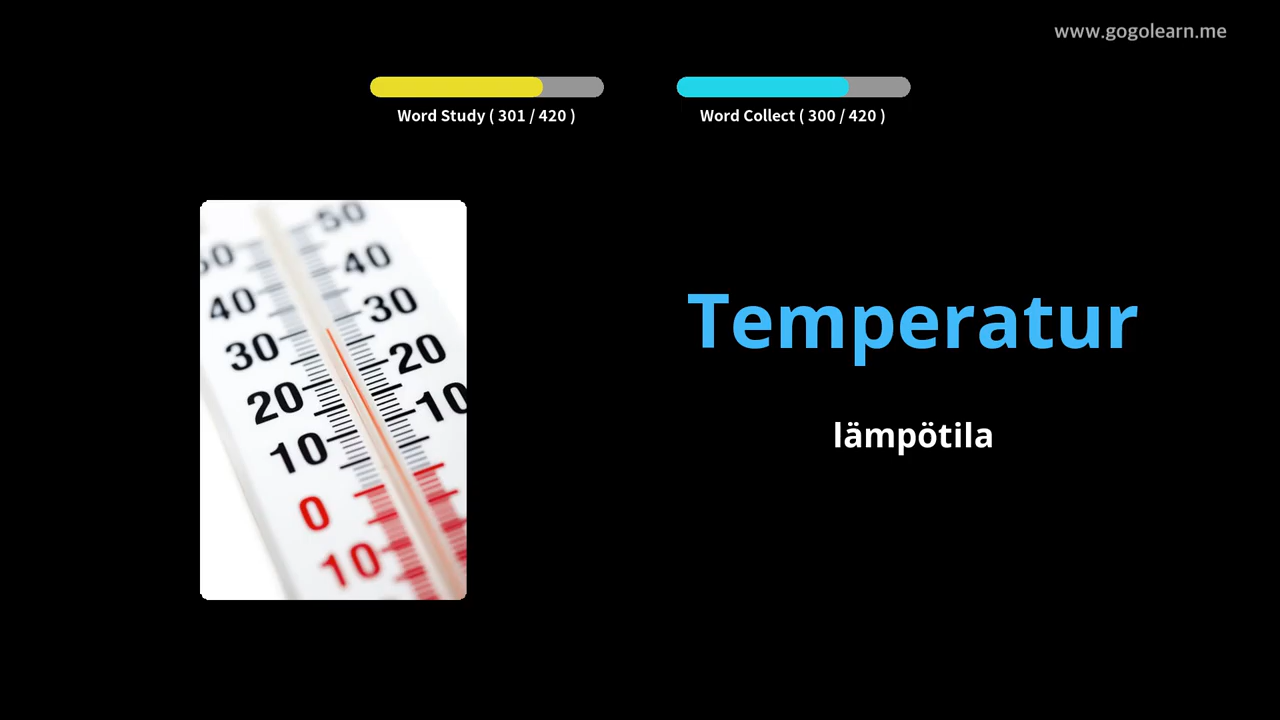 www.gogolearn.me
Word Study ( 301 / 420 )
Word Collect ( 300 / 420 )
50
40
40
30
30
20
20
10
10
0
10
Temperatur
lämpötila